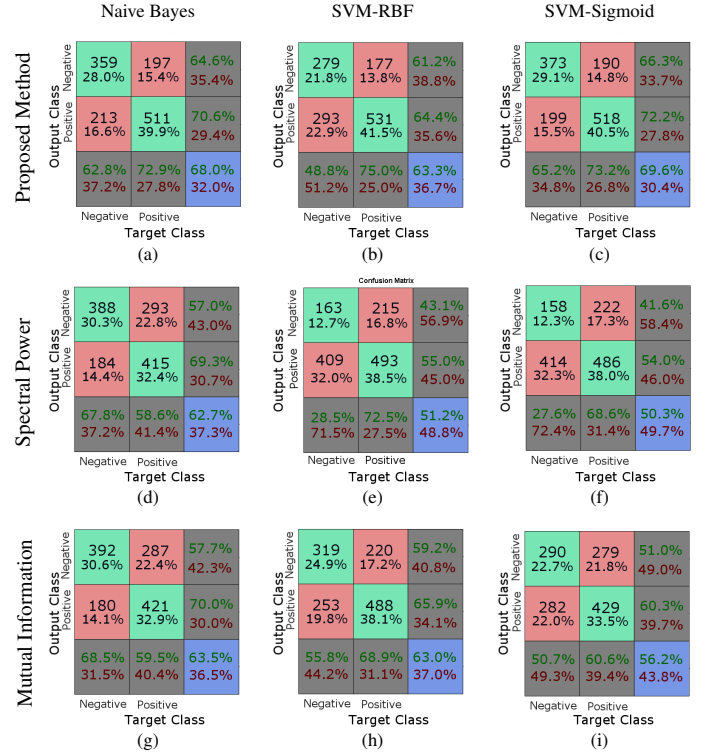 Naive Bayes SVM-RBF SVM-Sigmoid
Proposed Method
Output Class
Negative
Positive
359 197 64.6%
28.0% 15.4% 35.4%
213 511 70.6%
16.6% 39.9% 29.4%
62.8% 72.9% 68.0%
37.2% 27.8% 32.0%
Negative Positive
Target Class
(a)
Output Class
Negative
Positive
279 177 61.2%
21.8% 13.8% 38.8%
293 531 64.4%
22.9% 41.5% 35.6%
48.8% 75.0% 63.3%
51.2% 25.0% 36.7%
Negative Positive
Target Class
(b)
Output Class
Negative
Positive
373 190 66.3%
29.1% 14.8% 33.7%
199 518 72.2%
15.5% 40.5% 27.8%
65.2% 73.2% 69.6%
34.8% 26.8% 30.4%
Negative Positive
Target Class
(c)
Spectral Power
Output Class
Negative
Positive
388 293 57.0%
30.3% 22.8% 43.0%
184 415 69.3%
14.4% 32.4% 30.7%
67.8% 58.6% 62.7%
37.2% 41.4% 37.3%
Negative Positive
Target Class
(d)
Confusion Matrix
Output Class
Negative
Positive
163 215 43.1%
12.7% 16.8% 56.9%
409 493 55.0%
32.0% 38.5% 45.0%
28.5% 72.5% 51.2%
71.5% 27.5% 48.8%
Negative Positive
Target Class
(e)
Output Class
Negative
Positive
158 222 41.6%
12.3% 17.3% 58.4%
414 486 54.0%
32.3% 38.0% 46.0%
27.6% 68.6% 50.3%
72.4% 31.4% 49.7%
Negative Positive
Target Class
(f)
Mutual Information
Output Class
Negative
Positive
392 287 57.7%
30.6% 22.4% 42.3%
180 421 70.0%
14.1% 32.9% 30.0%
68.5% 59.5% 63.5%
31.5% 40.4% 36.5%
Negative Positive
Target Class
(g)
Output Class
Negative
Positive
319 220 59.2%
24.9% 17.2% 40.8%
253 488 65.9%
19.8% 38.1% 34.1%
55.8% 68.9% 63.0%
44.2% 31.1% 37.0%
Negative Positive
Target Class
(h)
Output Class
Negative
Positive
290 279 51.0%
22.7% 21.8% 49.0%
282 429 60.3%
22.0% 33.5% 39.7%
50.7% 60.6% 56.2%
49.3% 39.4% 43.8%
Negative Positive
Target Class
(i)